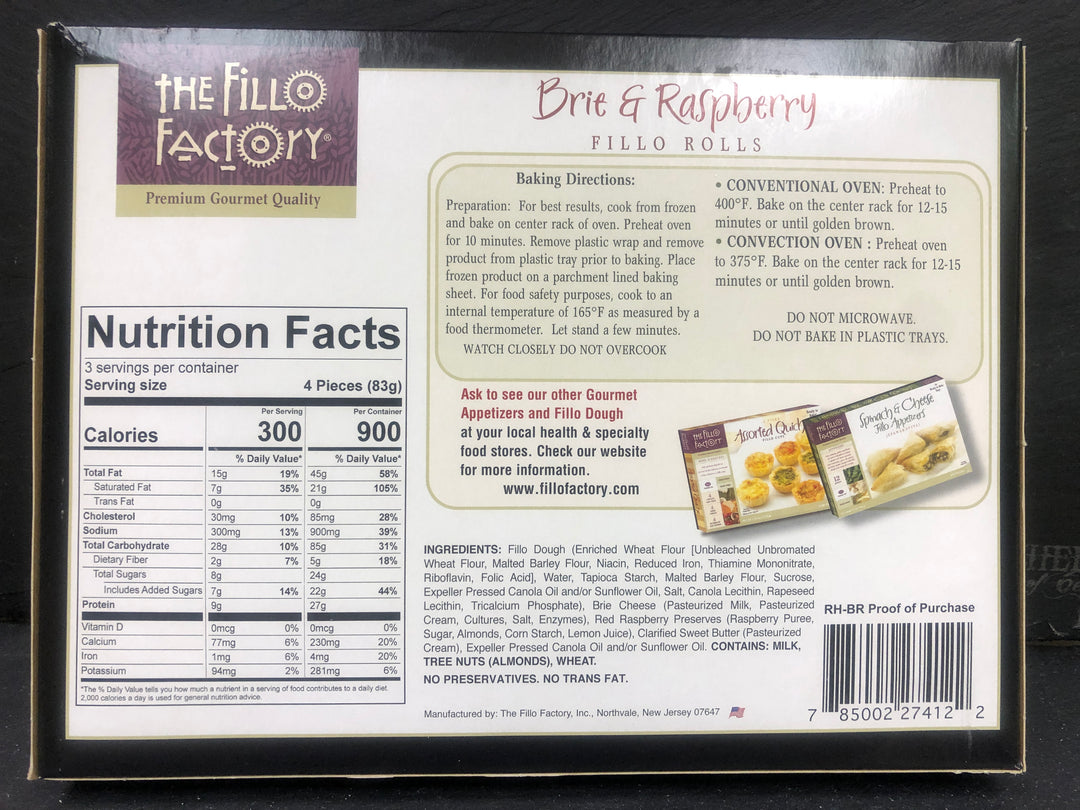 THE FILLO
FACTORY®
Premium Gourmet Quality
Brie & Raspberry
FILLO ROLLS
Baking Directions:
Preparation: For best results, cook from frozen
and bake on center rack of oven. Preheat oven
for 10 minutes. Remove plastic wrap and remove
product from plastic tray prior to baking. Place
frozen product on a parchment lined baking
sheet. For food safety purposes, cook to an
internal temperature of 165°F as measured by a
food thermometer. Let stand a few minutes.
WATCH CLOSELY DO NOT OVERCOOK
• CONVENTIONAL OVEN: Preheat to
400°F. Bake on the center rack for 12-15
minutes or until golden brown.
• CONVECTION OVEN : Preheat oven
to 375°F. Bake on the center rack for 12-15
minutes or until golden brown.
DO NOT MICROWAVE.
DO NOT BAKE IN PLASTIC TRAYS.
Nutrition Facts
3 servings per container
Serving size 4 Pieces (83g)
Per Serving Per Container
Calories 300 900
% Daily Value* % Daily Value*
Total Fat 15g 19% 45g 58%
Saturated Fat 7g 35% 21g 105%
Trans Fat 0g 0g
Cholesterol 30mg 10% 85mg 28%
Sodium 300mg 13% 900mg 39%
Total Carbohydrate 28g 10% 85g 31%
Dietary Fiber 2g 7% 5g 18%
Total Sugars 8g 24g
Includes Added Sugars 7g 14% 22g 44%
Protein 9g 27g
Vitamin D 0mcg 0% 0mcg 0%
Calcium 77mg 6% 230mg 20%
Iron 1mg 6% 4mg 20%
Potassium 94mg 2% 281mg 6%
*The % Daily Value tells you how much a nutrient in a serving of food contributes to a daily diet.
2,000 calories a day is used for general nutrition advice.
Ask to see our other Gourmet
Appetizers and Fillo Dough
at your local health & specialty
food stores. Check our website
for more information.
www.fillofactory.com
THE FILLO
FACTORY
Assorted Quich
THE FILLO
FACTORY
Spinach & Cheese
Fillo Appetizers
INGREDIENTS: Fillo Dough (Enriched Wheat Flour [Unbleached Unbromated
Wheat Flour, Malted Barley Flour, Niacin, Reduced Iron, Thiamine Mononitrate,
Riboflavin, Folic Acid], Water, Tapioca Starch, Malted Barley Flour, Sucrose,
Expeller Pressed Canola Oil and/or Sunflower Oil, Salt, Canola Lecithin, Rapeseed
Lecithin, Tricalcium Phosphate), Brie Cheese (Pasteurized Milk, Pasteurized
Cream, Cultures, Salt, Enzymes), Red Raspberry Preserves (Raspberry Puree,
Sugar, Almonds, Corn Starch, Lemon Juice), Clarified Sweet Butter (Pasteurized
Cream), Expeller Pressed Canola Oil and/or Sunflower Oil. CONTAINS: MILK,
TREE NUTS (ALMONDS), WHEAT.
NO PRESERVATIVES. NO TRANS FAT.
Manufactured by: The Fillo Factory, Inc., Northvale, New Jersey 07647
RH-BR Proof of Purchase
7 85002 27412 2